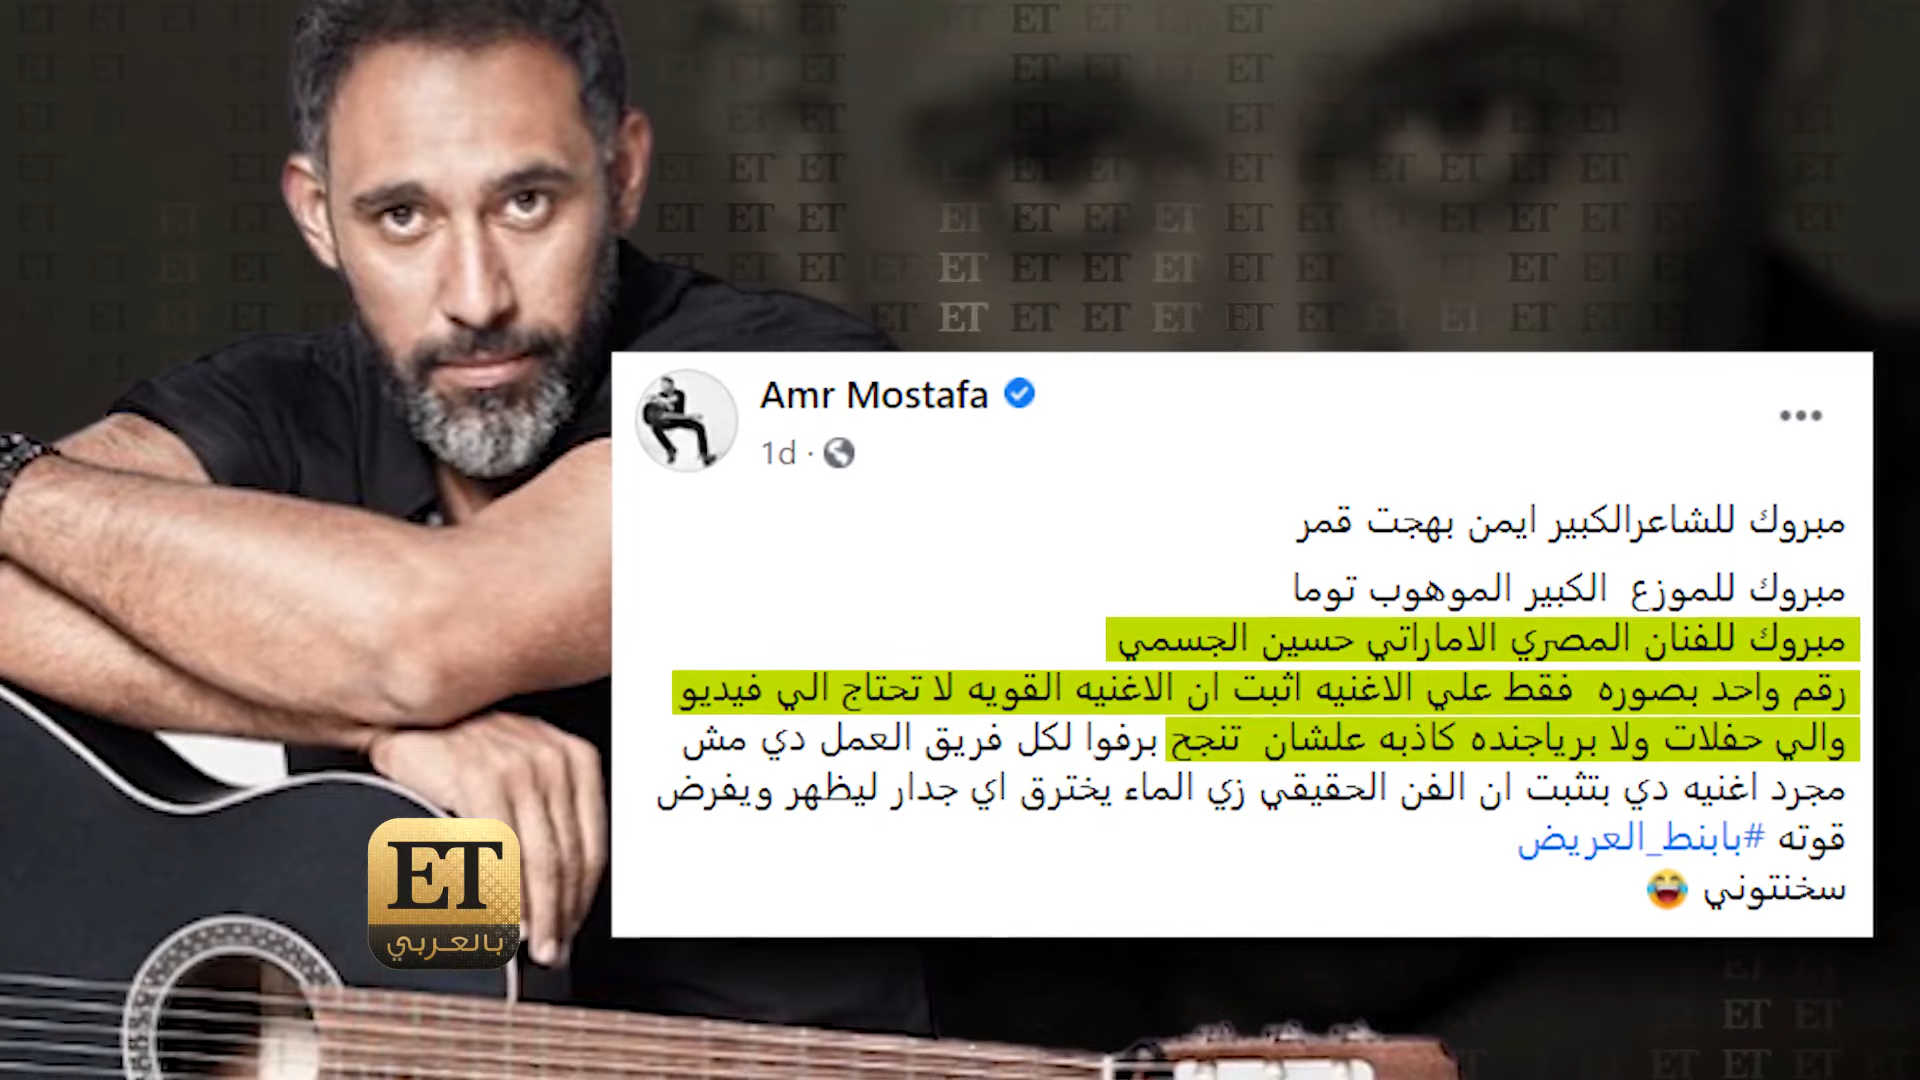 Amr Mostafa
1d ·
مبروك للشاعرالكبير ايمن بهجت قمر
مبروك للموزع الكبير الموهوب توما
مبروك للفنان المصري الاماراتي حسين الجسمي
رقم واحد بصوره فقط علي الاغنيه اثبت ان الاغنيه القويه لا تحتاج الي فيديو
والي حفلات ولا برياجنده كاذبه علشان تنجح برفوا لكل فريق العمل دي مش
مجرد اغنيه دي بتثبت ان الفن الحقيقي زي الماء يخترق اي جدار ليظهر ويفرض
قوته #بابنط_العريض
سخنتوني 😂
ET
بالعربي